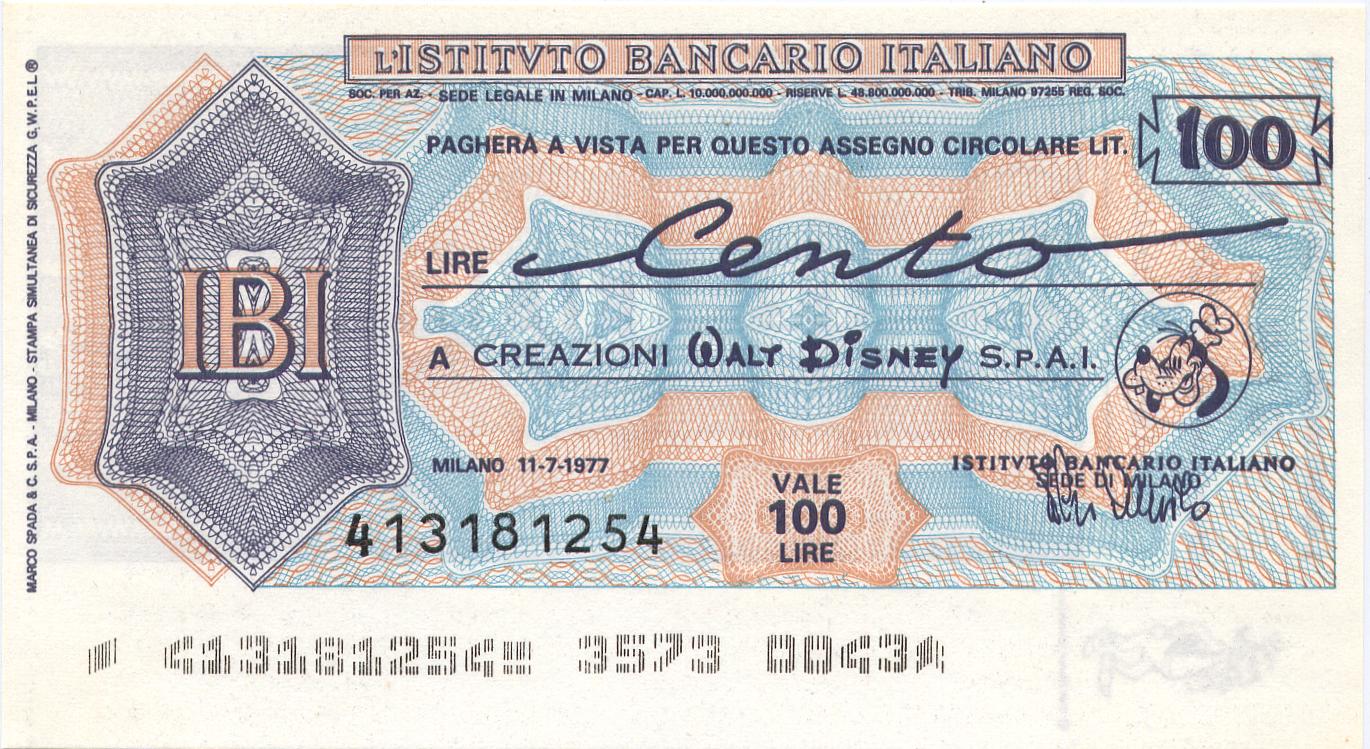 L'ISTITVTO BANCARIO ITALIANO
SOC. PER AZ. - SEDE LEGALE IN MILANO - CAP. L. 10.000.000.000 - RISERVE L. 48.800.000.000 - TRIB. MILANO 97255 REG. SOC.
PAGHERÀ A VISTA PER QUESTO ASSEGNO CIRCOLARE LIT. 100
LIRE Cento
IBI
A CREAZIONI WALT DISNEY S.P.A.I.
MILANO 11-7-1977
ISTITVTO BANCARIO ITALIANO
SEDE DI MILANO
VALE
100
LIRE
413181254
413181254 3573 0043
MARCO SPADA & C. S.P.A. - MILANO - STAMPA SIMULTANEA DI SICUREZZA G.W.P.E.L ®